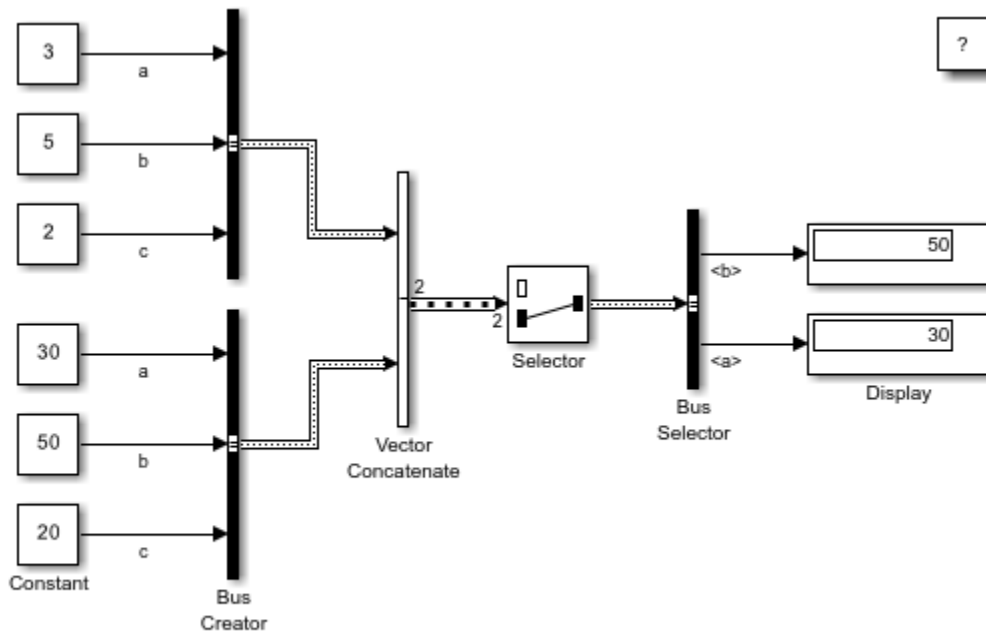 3
a
?
5
b
2
c
<b>
50
2
2
Selector
<a>
30
Display
30
a
50
b
20
c
Constant
Bus
Creator
Vector
Concatenate
Bus
Selector